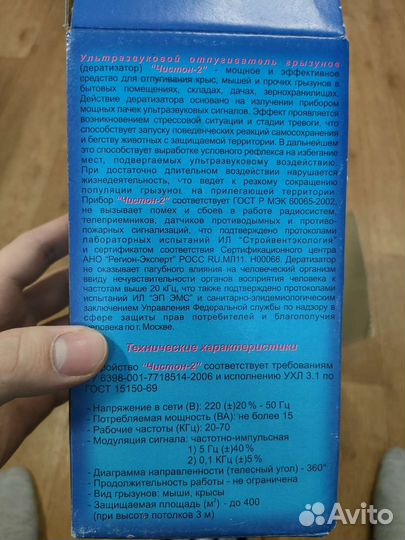 Ультразвуковой отпугиватель грызунов
(дератизатор) "Чистон-2" - мощное и эффективное
средство для отпугивания крыс, мышей и прочих грызунов в
бытовых помещениях, складах, дачах, зернохранилищах.
Действие дератизатора основано на излучении прибором
мощных пачек ультразвуковых сигналов. Эффект проявляется
возникновением стрессовой ситуации и стадии тревоги, что
способствует запуску поведенческих реакций самосохранения
и бегству животных с защищаемой территории. В дальнейшем
это способствует выработке условного рефлекса на избегание
мест, подвергаемых ультразвуковому воздействию.
При достаточно длительном воздействии нарушается
жизнедеятельность, что ведет к резкому сокращению
популяции грызунов на прилегающей территории.
Прибор "Чистон-2" соответствует ГОСТ Р МЭК 60065-2002,
не вызывает помех и сбоев в работе радиосистем,
телеприемников, датчиков противодымных и противо-
пожарных сигнализаций, что подтверждено протоколами
лабораторных испытаний ИЛ "Стройвентэкология"
и сертификатом соответствия Сертификационного центра
АНО "Регион-Эксперт" РОСС RU.МЛ11. Н00066. Дератизатор
не оказывает пагубного влияния на человеческий организм
ввиду нечувствительности органов восприятия человека к
частотам выше 20 кГц, что также подтверждено протоколами
испытаний ИЛ "ЭП ЭМС" и санитарно-эпидемиологическим
заключением Управления Федеральной службы по надзору в
сфере защиты прав потребителей и благополучия
человека по г. Москве.
Технические характеристики
ройство "Чистон-2" соответствует требованиям
У 6398-001-7718514-2006 и исполнению УХЛ 3.1 по
ГОСТ 15150-69
- Напряжение в сети (В): 220 (±)20% - 50 Гц
- Потребляемая мощность (ВА): не более 15
- Рабочие частоты (КГц): 20-70
- Модуляция сигнала: частотно-импульсная
1) 5 Гц (±)40%
2) 0,1 КГц (±)5%
- Диаграмма направленности (телесный угол) - 360°
- Продолжительность работы - не ограничена
- Вид грызунов: мыши, крысы
- Защищаемая площадь (м²) - до 400
(при высоте потолков 3 м)
Avito